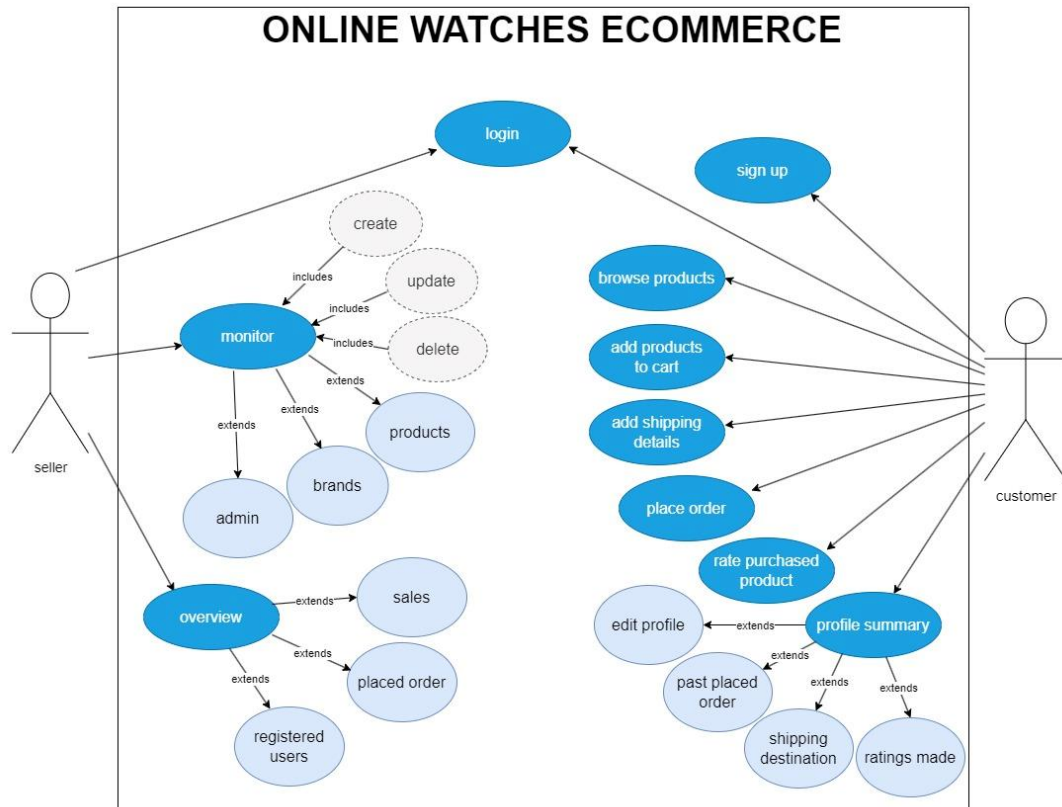 ONLINE WATCHES ECOMMERCE
login
sign up
create
includes
update
includes
browse products
monitor
includes
delete
add products
to cart
extends
extends
products
extends
add shipping
details
seller
brands
admin
place order
customer
rate purchased
product
sales
extends
overview
edit profile
extends
profile summary
extends
placed order
extends
past placed
order
extends
extends
extends
registered
users
shipping
destination
ratings made